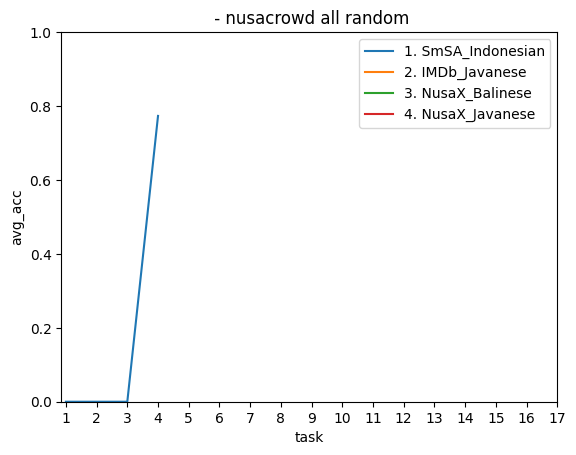 - nusacrowd all random
1. SmSA_Indonesian
2. IMDb_Javanese
3. NusaX_Balinese
4. NusaX_Javanese
1.0
0.8
0.6
0.4
0.2
0.0
avg_acc
1 2 3 4 5 6 7 8 9 10 11 12 13 14 15 16 17
task